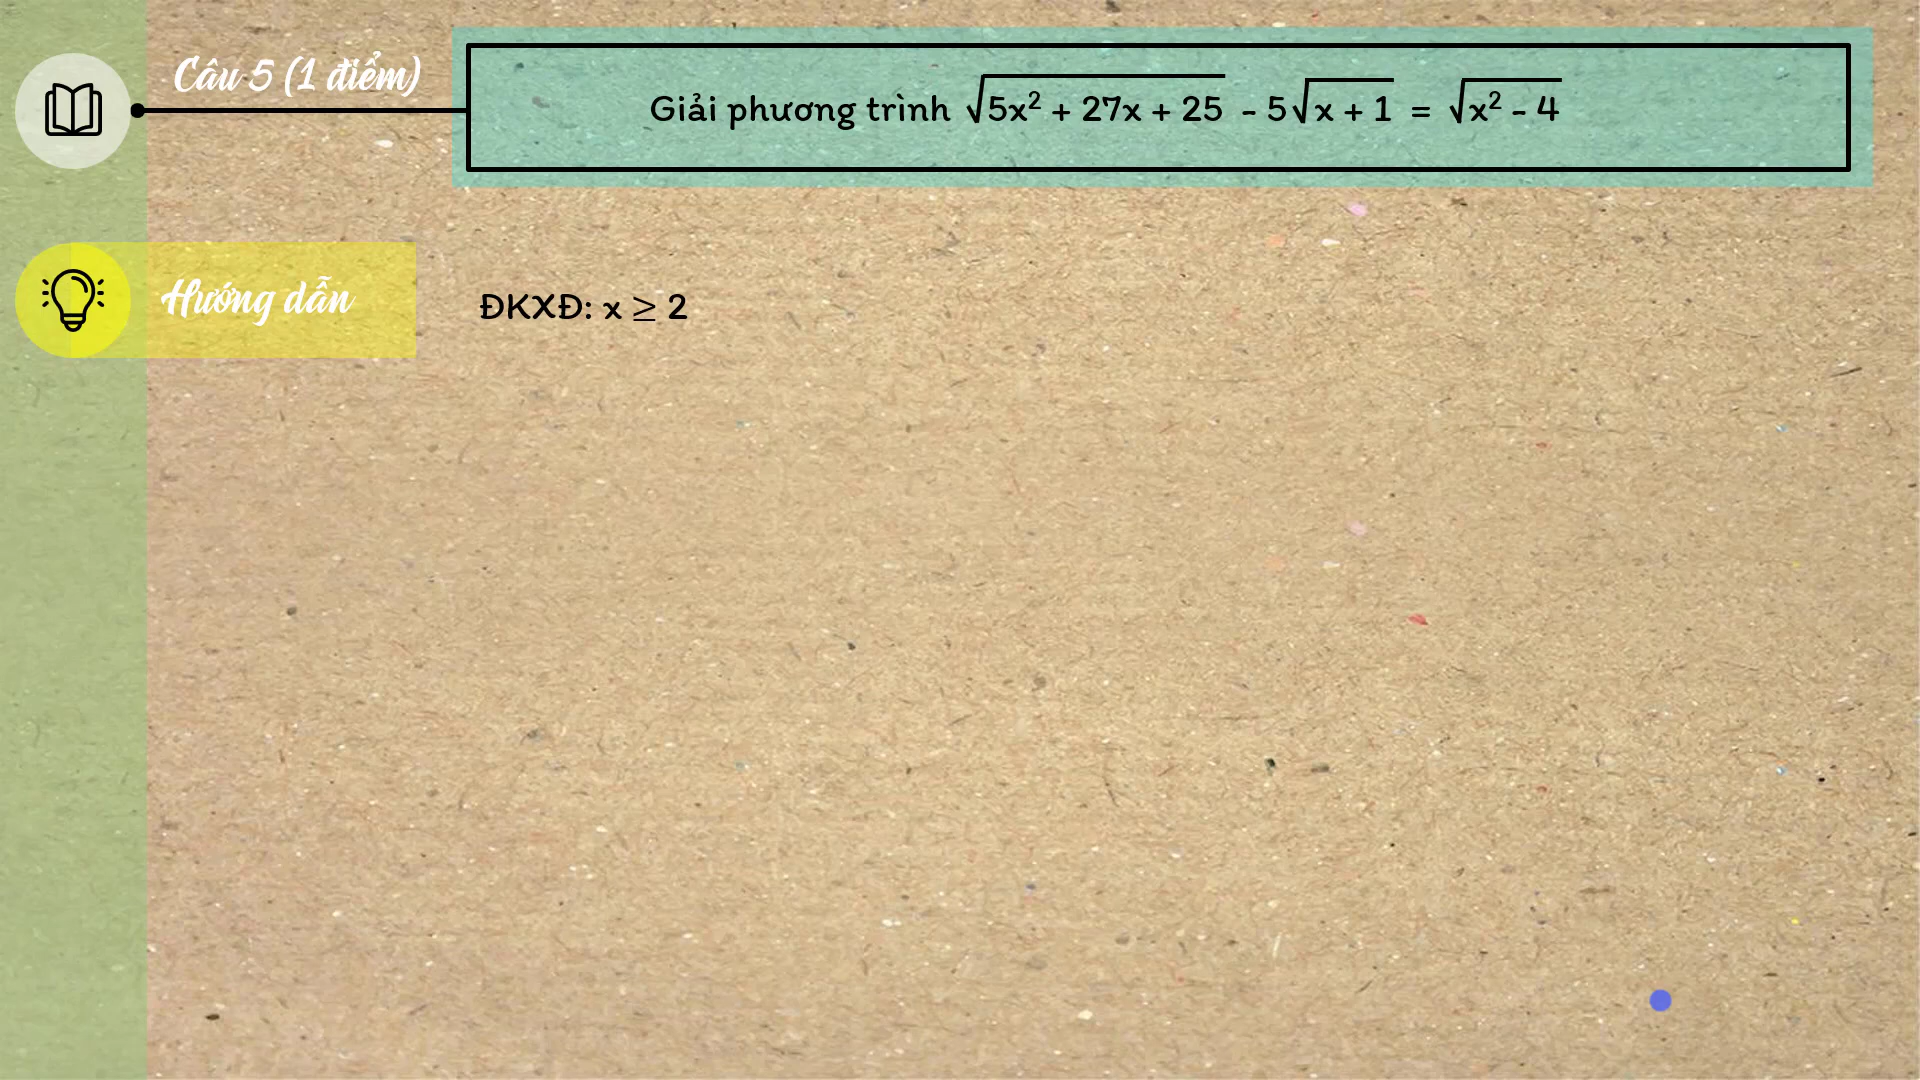 Câu 5 (1 điểm)
Giải phương trình √(5x² + 27x + 25) - 5√(x + 1) = √(x² - 4)
Hướng dẫn
ĐKXĐ: x ≥ 2